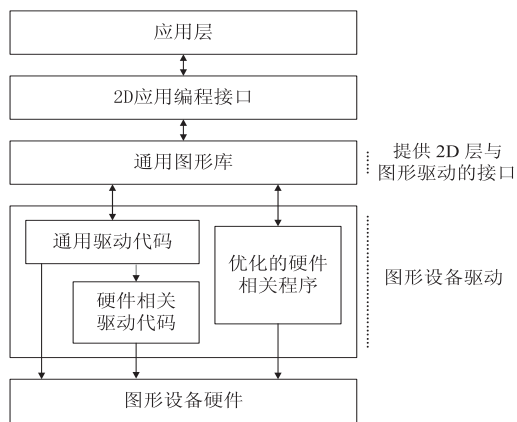 应用层
2D应用编程接口
通用图形库
提供 2D 层与
图形驱动的接口
通用驱动代码
硬件相关
驱动代码
优化的硬件
相关程序
图形设备驱动
图形设备硬件